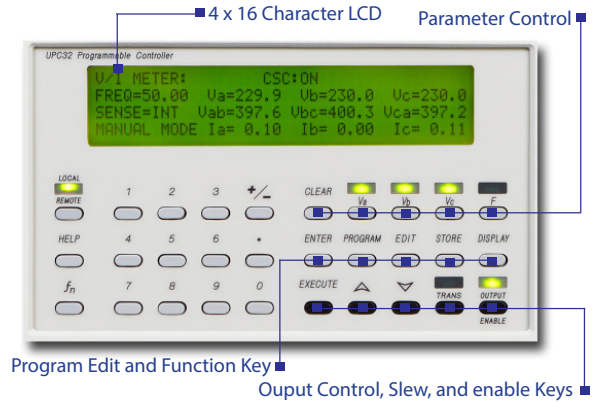 4 x 16 Character LCD
Parameter Control
UPC32 Programmable Controller
V/I METER: CSC:ON
FREQ=50.00 Va=229.9 Vb=230.0 Vc=230.0
SENSE=INT Vab=397.6 Vbc=400.3 Vca=397.2
MANUAL MODE Ia= 0.10 Ib= 0.00 Ic= 0.11
LOCAL
REMOTE
1 2 3 +/_
CLEAR Va Vb Vc F
HELP 4 5 6 •
ENTER PROGRAM EDIT STORE DISPLAY
fn 7 8 9 0
EXECUTE TRANS OUTPUT
ENABLE
Program Edit and Function Key
Ouput Control, Slew, and enable Keys